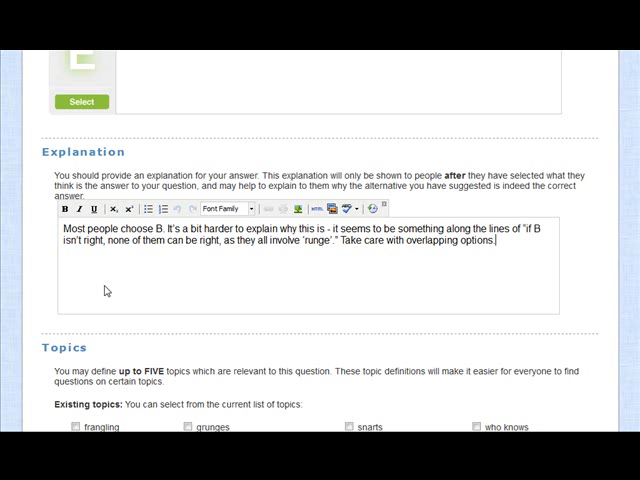 E
Select
Explanation
You should provide an explanation for your answer. This explanation will only be shown to people after they have selected what they
think is the answer to your question, and may help to explain to them why the alternative you have suggested is indeed the correct
answer.
B I U x₂ x² Font Family HTML
Most people choose B. It's a bit harder to explain why this is - it seems to be something along the lines of "if B
isn't right, none of them can be right, as they all involve 'runge'." Take care with overlapping options.
Topics
You may define up to FIVE topics which are relevant to this question. These topic definitions will make it easier for everyone to find
questions on certain topics.
Existing topics: You can select from the current list of topics:
frangling grunges snarts who knows